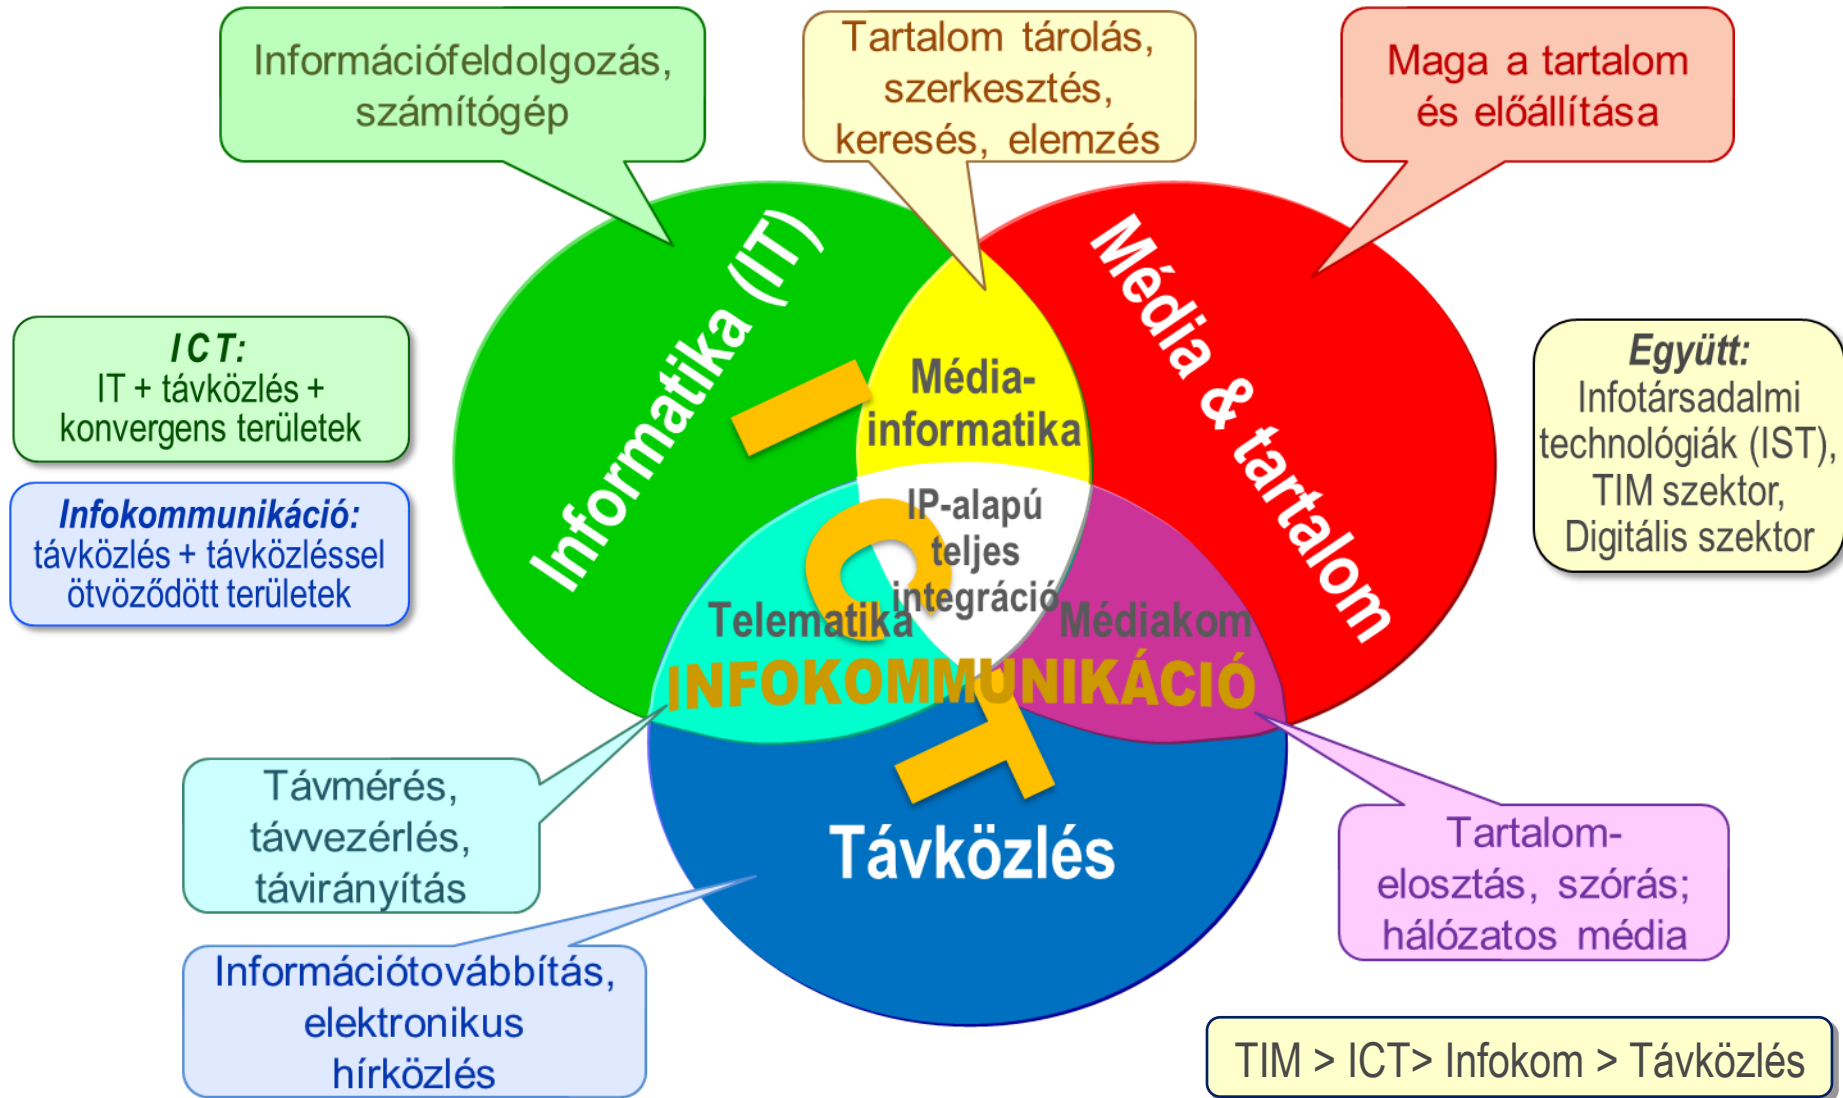 Információfeldolgozás,
számítógép
Tartalom tárolás,
szerkesztés,
keresés, elemzés
Maga a tartalom
és előállítása
Informatika (IT)
Média & tartalom
ICT:
IT + távközlés +
konvergens területek
Infokommunikáció:
távközlés + távközléssel
ötvöződött területek
Együtt:
Infotársadalmi
technológiák (IST),
TIM szektor,
Digitális szektor
Média-
informatika
IP-alapú
teljes
integráció
ICT
Telematika
Médiakom
INFOKOMMUNIKÁCIÓ
Távközlés
Távmérés,
távvezérlés,
távirányítás
Információtovábbítás,
elektronikus
hírközlés
Tartalom-
elosztás, szórás;
hálózatos média
TIM > ICT> Infokom > Távközlés